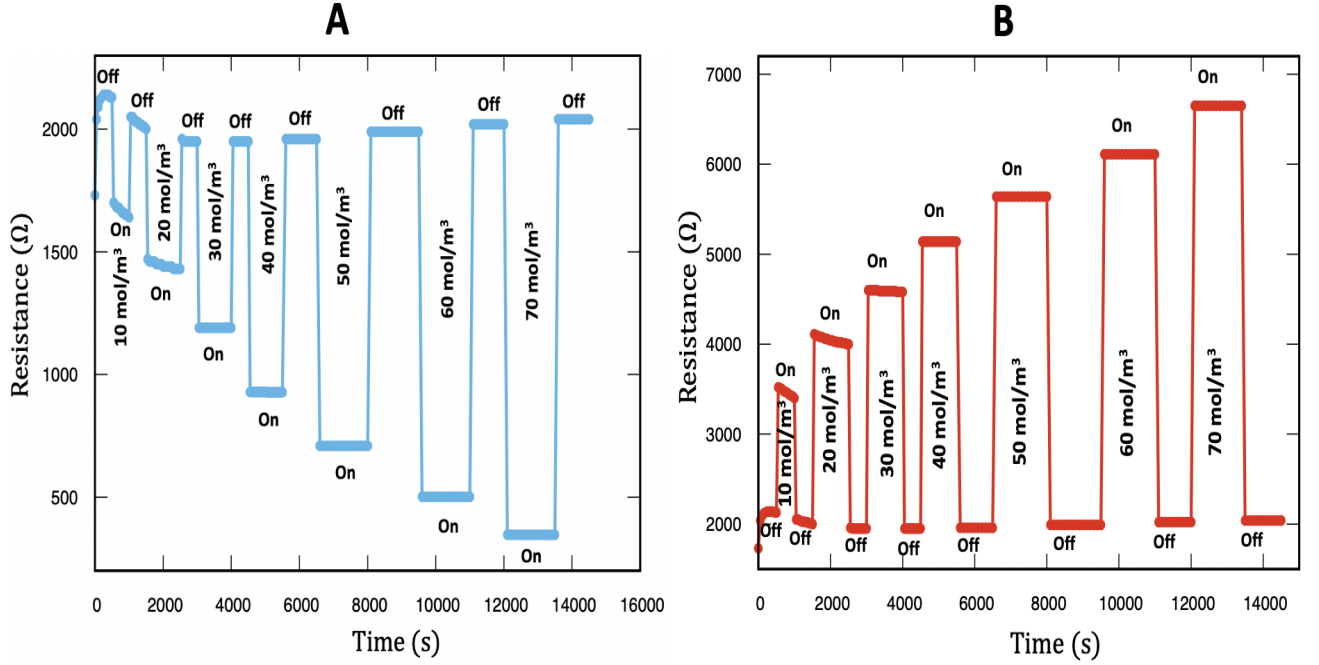 A
Off
Off
Off
Off
Off
Off
Off
Off
2000
1500
1000
500
Resistance (Ω)
10 mol/m³
20 mol/m³
30 mol/m³
40 mol/m³
50 mol/m³
60 mol/m³
70 mol/m³
On
On
On
On
On
On
On
0
2000
4000
6000
8000
10000
12000
14000
16000
Time (s)
B
7000
6000
5000
4000
3000
2000
Resistance (Ω)
On
On
On
On
On
On
On
10 mol/m³
20 mol/m³
30 mol/m³
40 mol/m³
50 mol/m³
60 mol/m³
70 mol/m³
Off
Off
Off
Off
Off
Off
Off
Off
0
2000
4000
6000
8000
10000
12000
14000
Time (s)